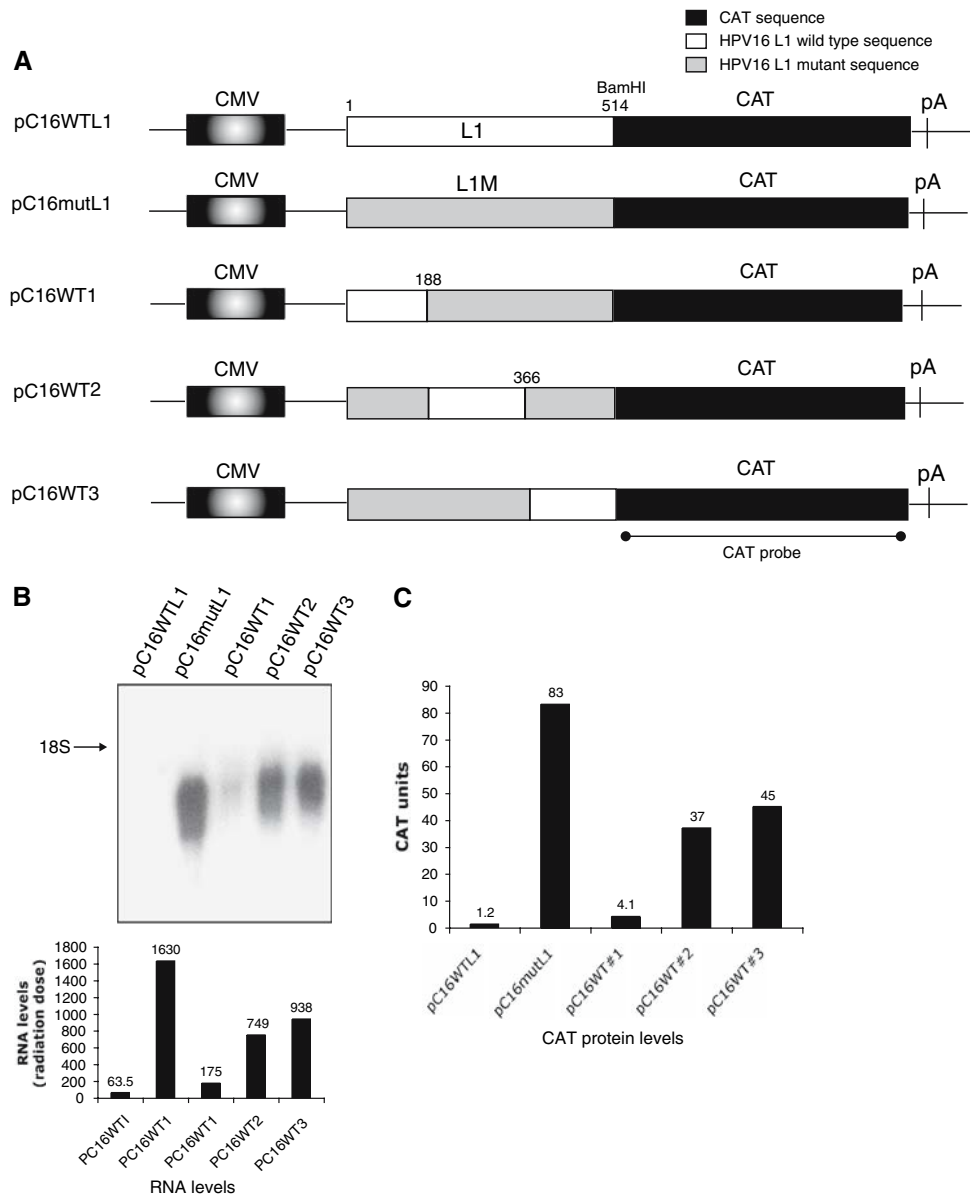 CAT sequence
HPV16 L1 wild type sequence
HPV16 L1 mutant sequence
A
pC16WTL1
CMV
1
BamHI
514
CAT
pA
L1
pC16mutL1
CMV
L1M
CAT
pA
pC16WT1
CMV
188
CAT
pA
pC16WT2
CMV
366
CAT
pA
pC16WT3
CMV
CAT
pA
CAT probe
B
pC16WTL1
pC16mutL1
pC16WT1
pC16WT2
pC16WT3
18S
RNA levels
(radiation dose)
1800
1600
1400
1200
1000
800
600
400
200
0
63.5
1630
175
749
938
PC16WTI
PC16WT1
PC16WT1
PC16WT2
PC16WT3
RNA levels
C
CAT units
90
80
70
60
50
40
30
20
10
0
1.2
83
4.1
37
45
pC16WTL1
pC16mutL1
pC16WT#1
pC16WT#2
pC16WT#3
CAT protein levels